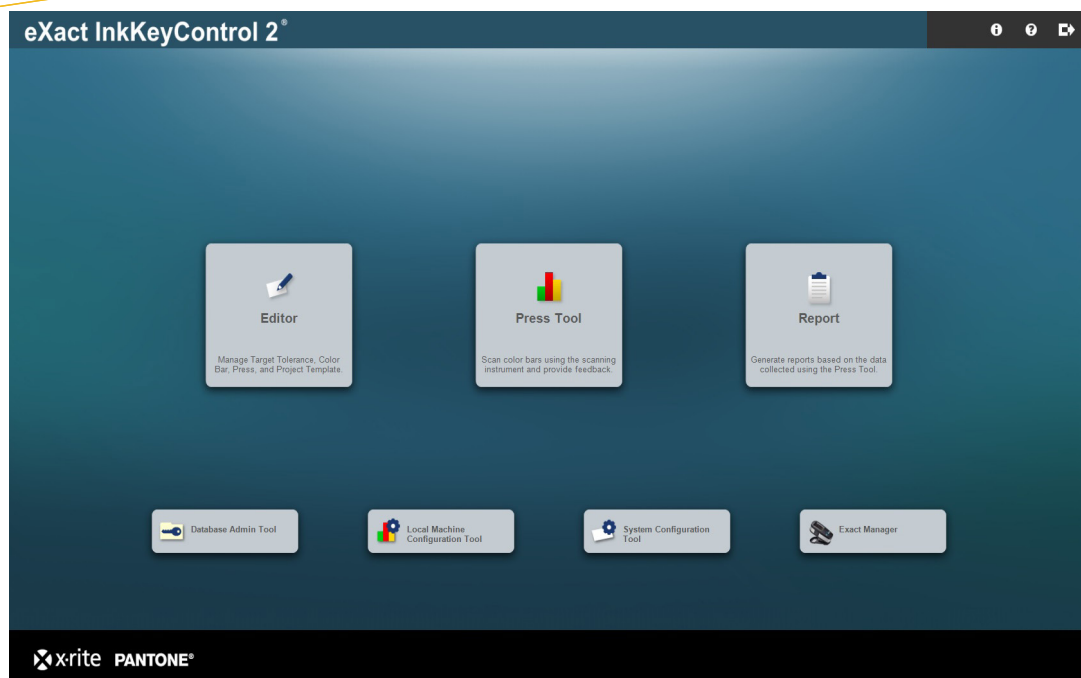 eXact InkKeyControl 2®
Editor
Manage Target Tolerance, Color
Bar, Press, and Project Template.
Press Tool
Scan color bars using the scanning
instrument and provide feedback.
Report
Generate reports based on the data
collected using the Press Tool.
Database Admin Tool
Local Machine
Configuration Tool
System Configuration
Tool
Exact Manager
x·rite PANTONE®